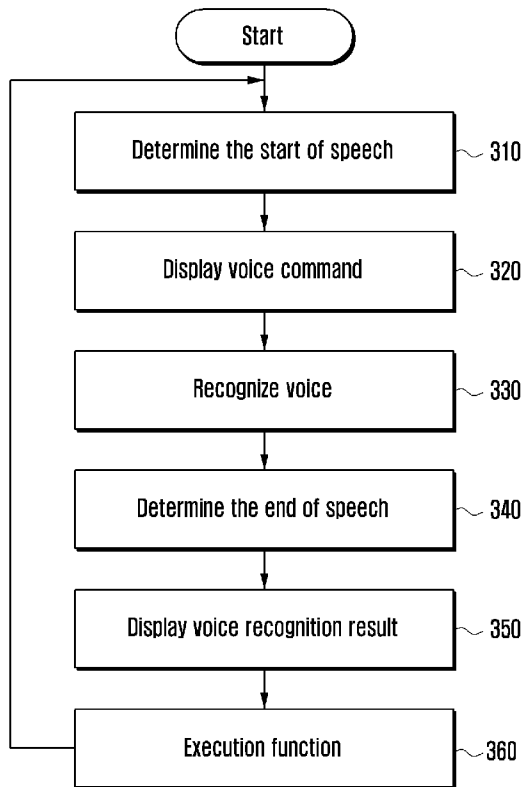 Start
Determine the start of speech
310
Display voice command
320
Recognize voice
330
Determine the end of speech
340
Display voice recognition result
350
Execution function
360